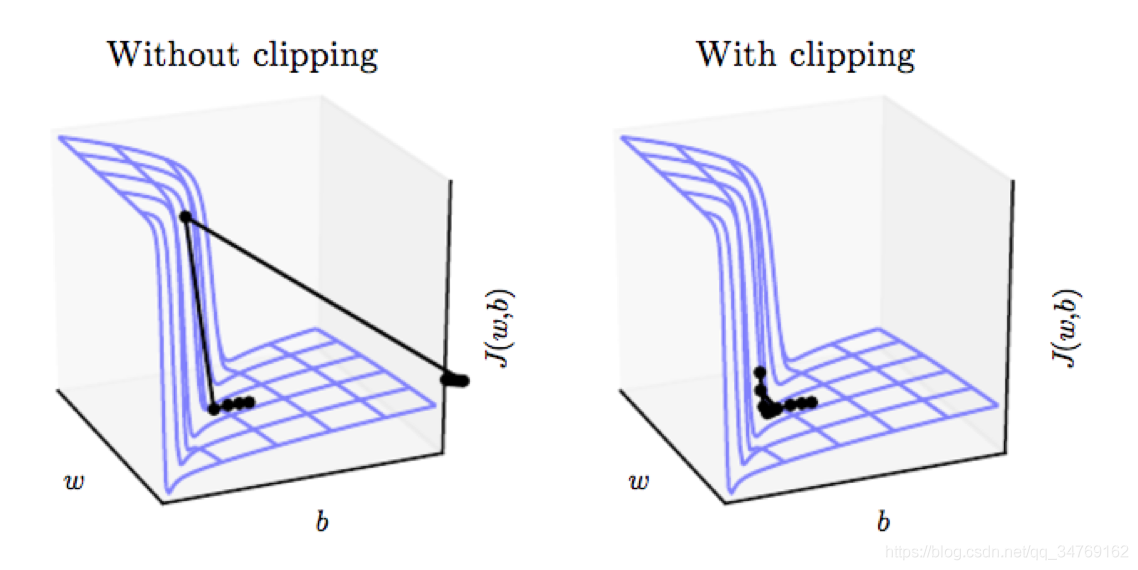 Without clipping
With clipping
J(w,b)
w
b
J(w,b)
w
b
https://blog.csdn.net/qq_34769162